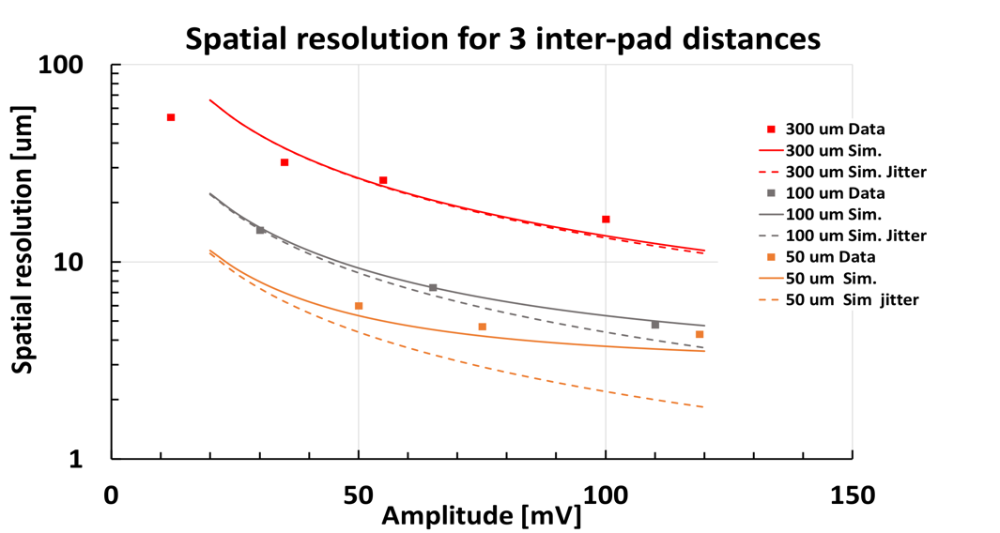 Spatial resolution for 3 inter-pad distances
100
10
1
Spatial resolution [um]
0
50
100
150
Amplitude [mV]
300 um Data
300 um Sim.
300 um Sim. Jitter
100 um Data
100 um Sim.
100 um Sim. Jitter
50 um Data
50 um  Sim.
50 um  Sim  jitter